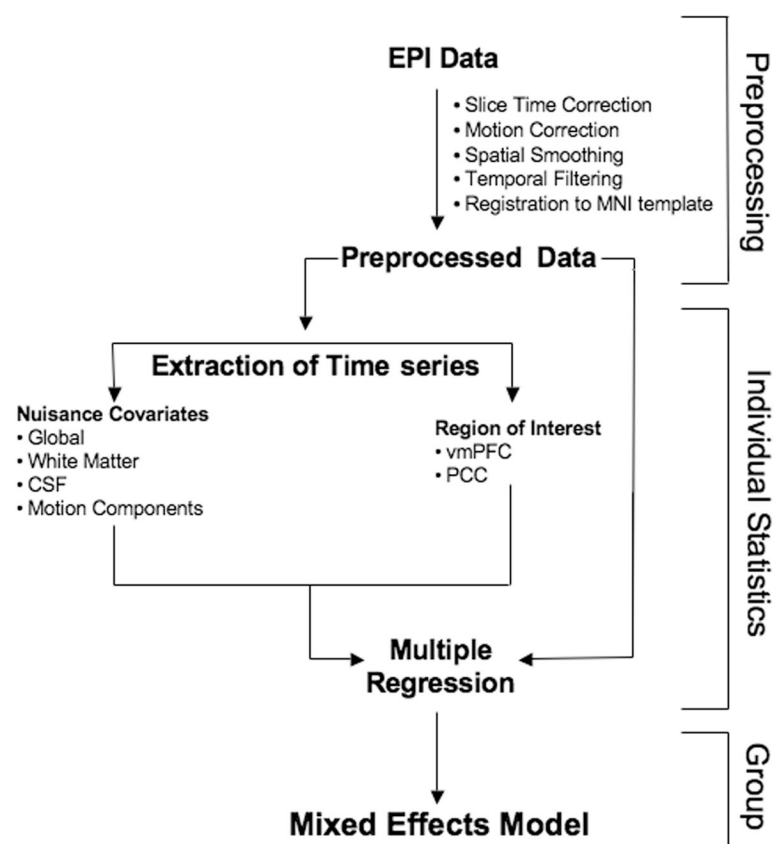 EPI Data
• Slice Time Correction
• Motion Correction
• Spatial Smoothing
• Temporal Filtering
• Registration to MNI template
Preprocessing
Preprocessed Data
Extraction of Time series
Nuisance Covariates
• Global
• White Matter
• CSF
• Motion Components
Region of Interest
• vmPFC
• PCC
Individual Statistics
Multiple
Regression
Group
Mixed Effects Model